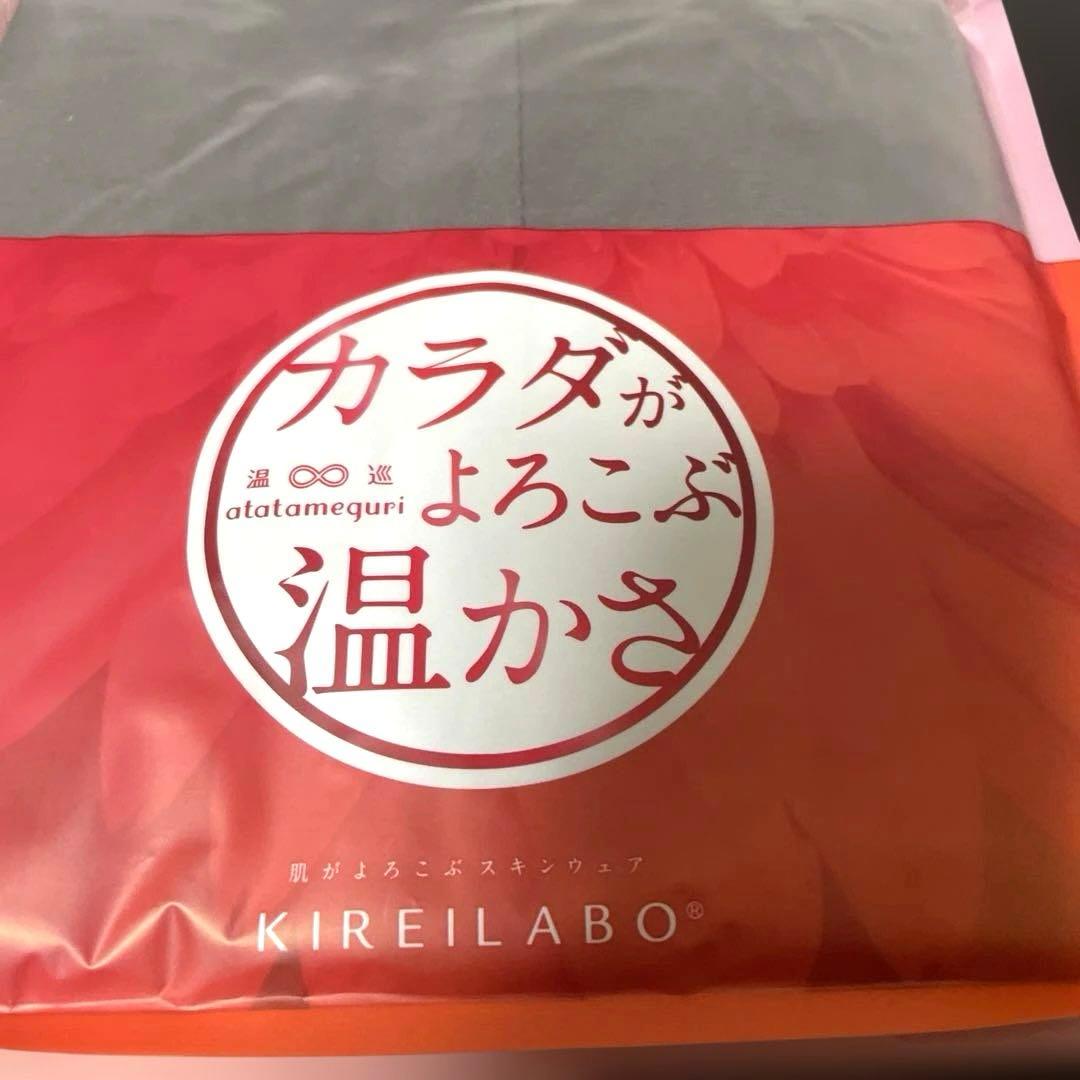 カラダが
温 巡
atatameguri
よろこぶ
温かさ
肌がよろこぶスキンウェア
KIREILABO®